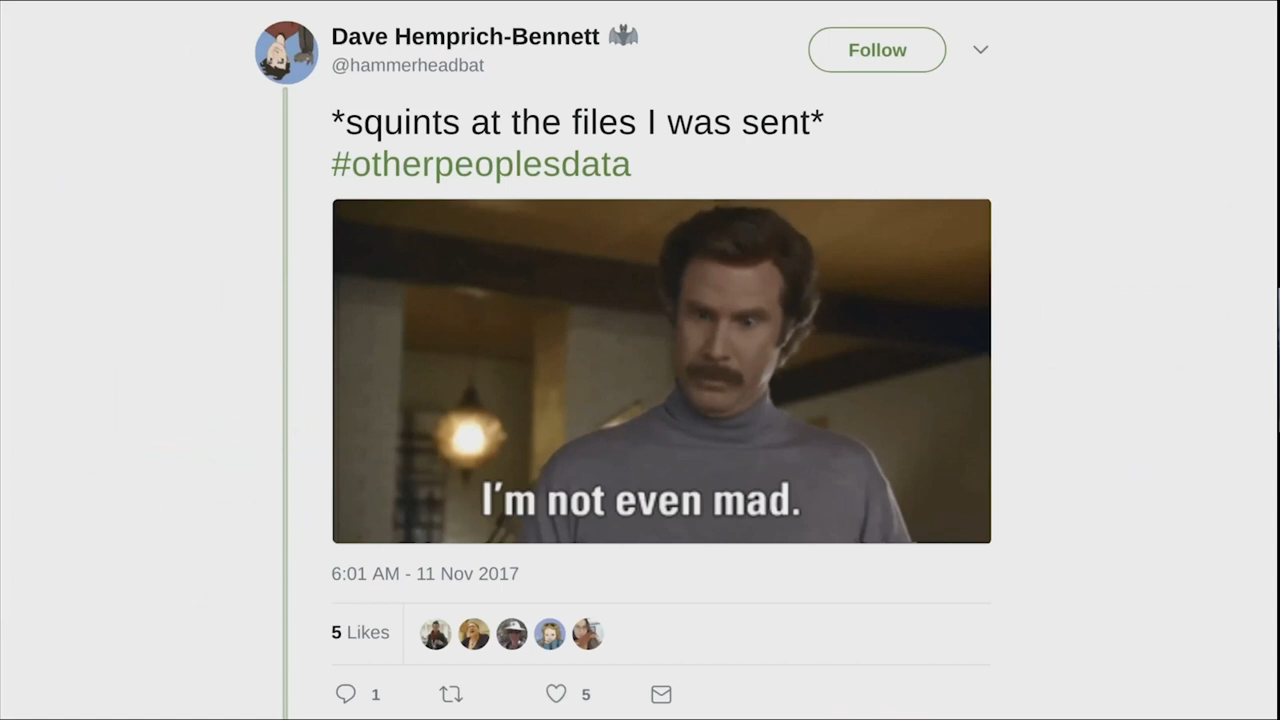 Dave Hemprich-Bennett 🦇
@hammerheadbat
Follow
*squints at the files I was sent*
#otherpeoplesdata
I'm not even mad.
6:01 AM - 11 Nov 2017
5 Likes
1
5